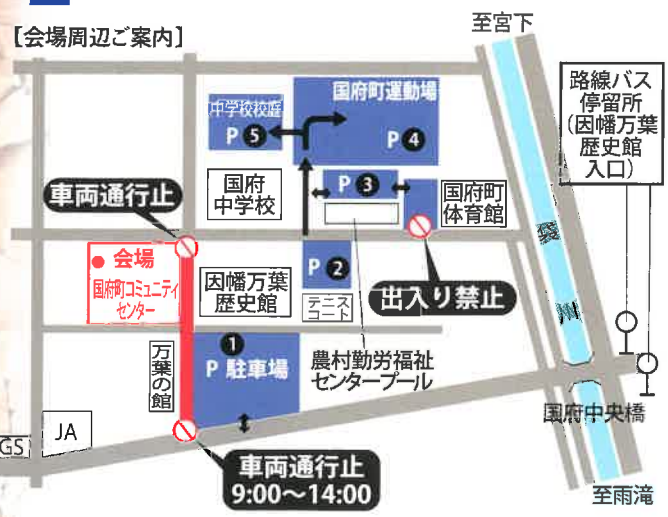 【会場周辺ご案内】
至宮下
路線バス
停留所
(因幡万葉
歴史館
入口)
国府町運動場
中学校校庭
P❺
P❹
P❸
国府
中学校
国府町
体育館
車両通行止
袋
川
● 会場
国府町コミュニティ
センター
因幡万葉
歴史館
P❷
テニス
コート
出入り禁止
❶
P 駐車場
万葉の館
農村勤労福祉
センタープール
国府中央橋
JA
GS
車両通行止
9:00～14:00
至雨滝